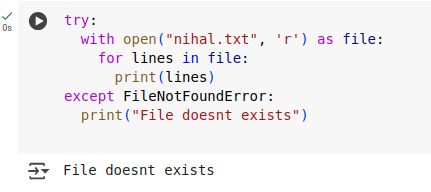 0s
try:
  with open("nihal.txt", 'r') as file:
    for lines in file:
      print(lines)
except FileNotFoundError:
  print("File doesnt exists")
File doesnt exists